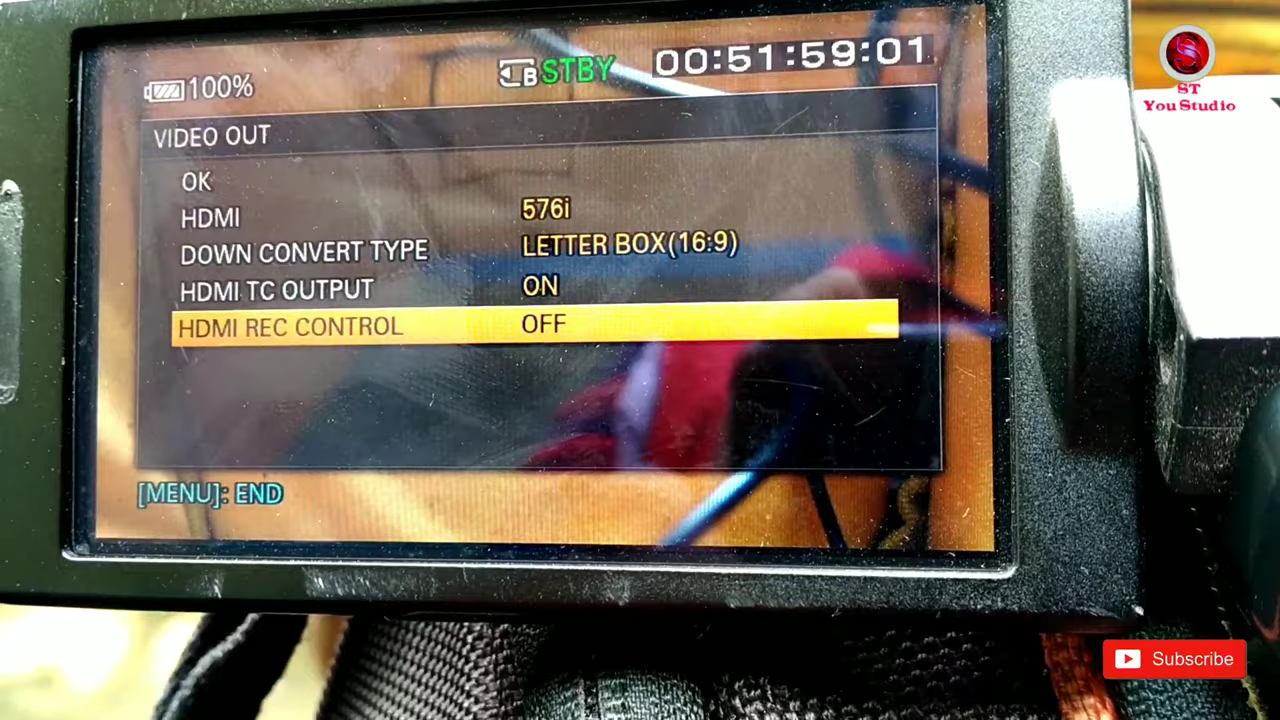 100%
B STBY
00:51:59:01
ST
You Studio
VIDEO OUT
OK
HDMI 576i
DOWN CONVERT TYPE LETTER BOX(16:9)
HDMI TC OUTPUT ON
HDMI REC CONTROL OFF
[MENU]: END
Subscribe